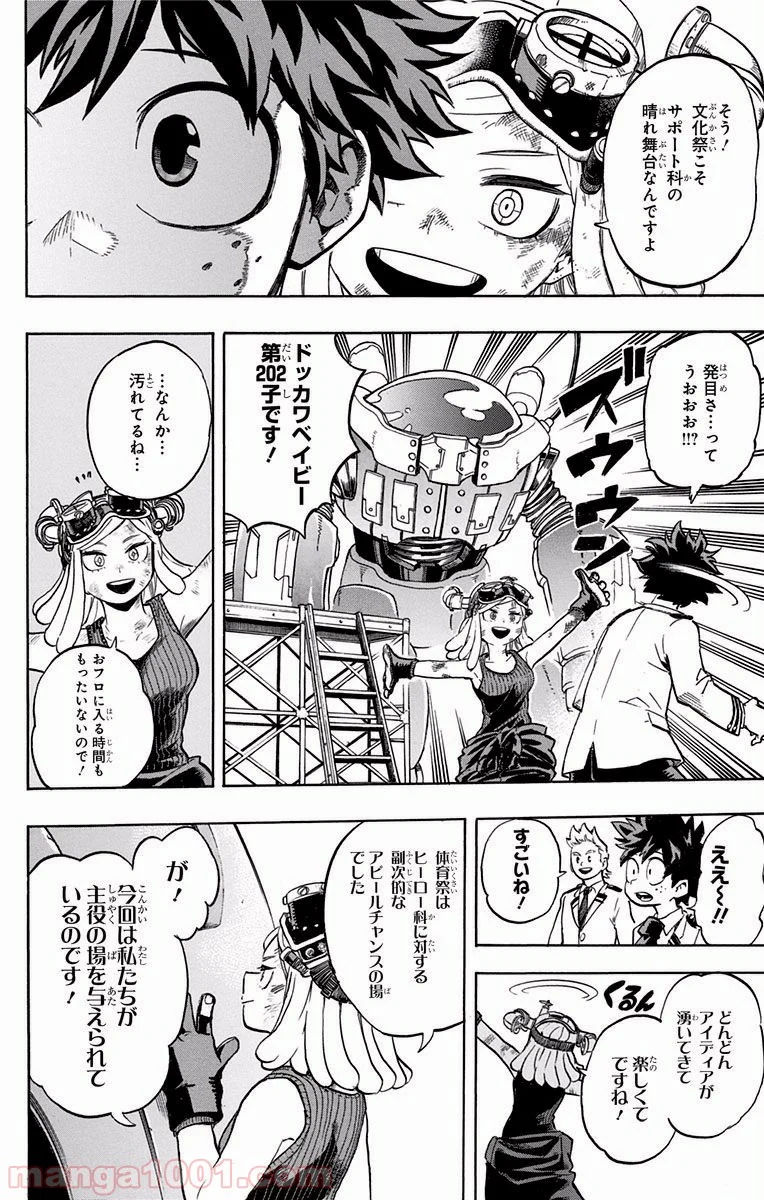 そう！
文化祭こそ
サポート科の
晴れ舞台なんですよ
発目さ…って
うおおお!!?
ズウウン
ドッカワベイビー
第202子です！
…なんか…
汚れてるね…
おフロに入る時間も
もったいないので！
ええ〜!!
すごいね！
どんどん
アイディアが
湧いてきて
楽しくて
ですね！
くるん
体育祭は
ヒーロー科に対する
副次的な
アピールチャンスの場
でした
が！
今回は私たちが
主役の場を与えられて
いるのです！
manga1001.com